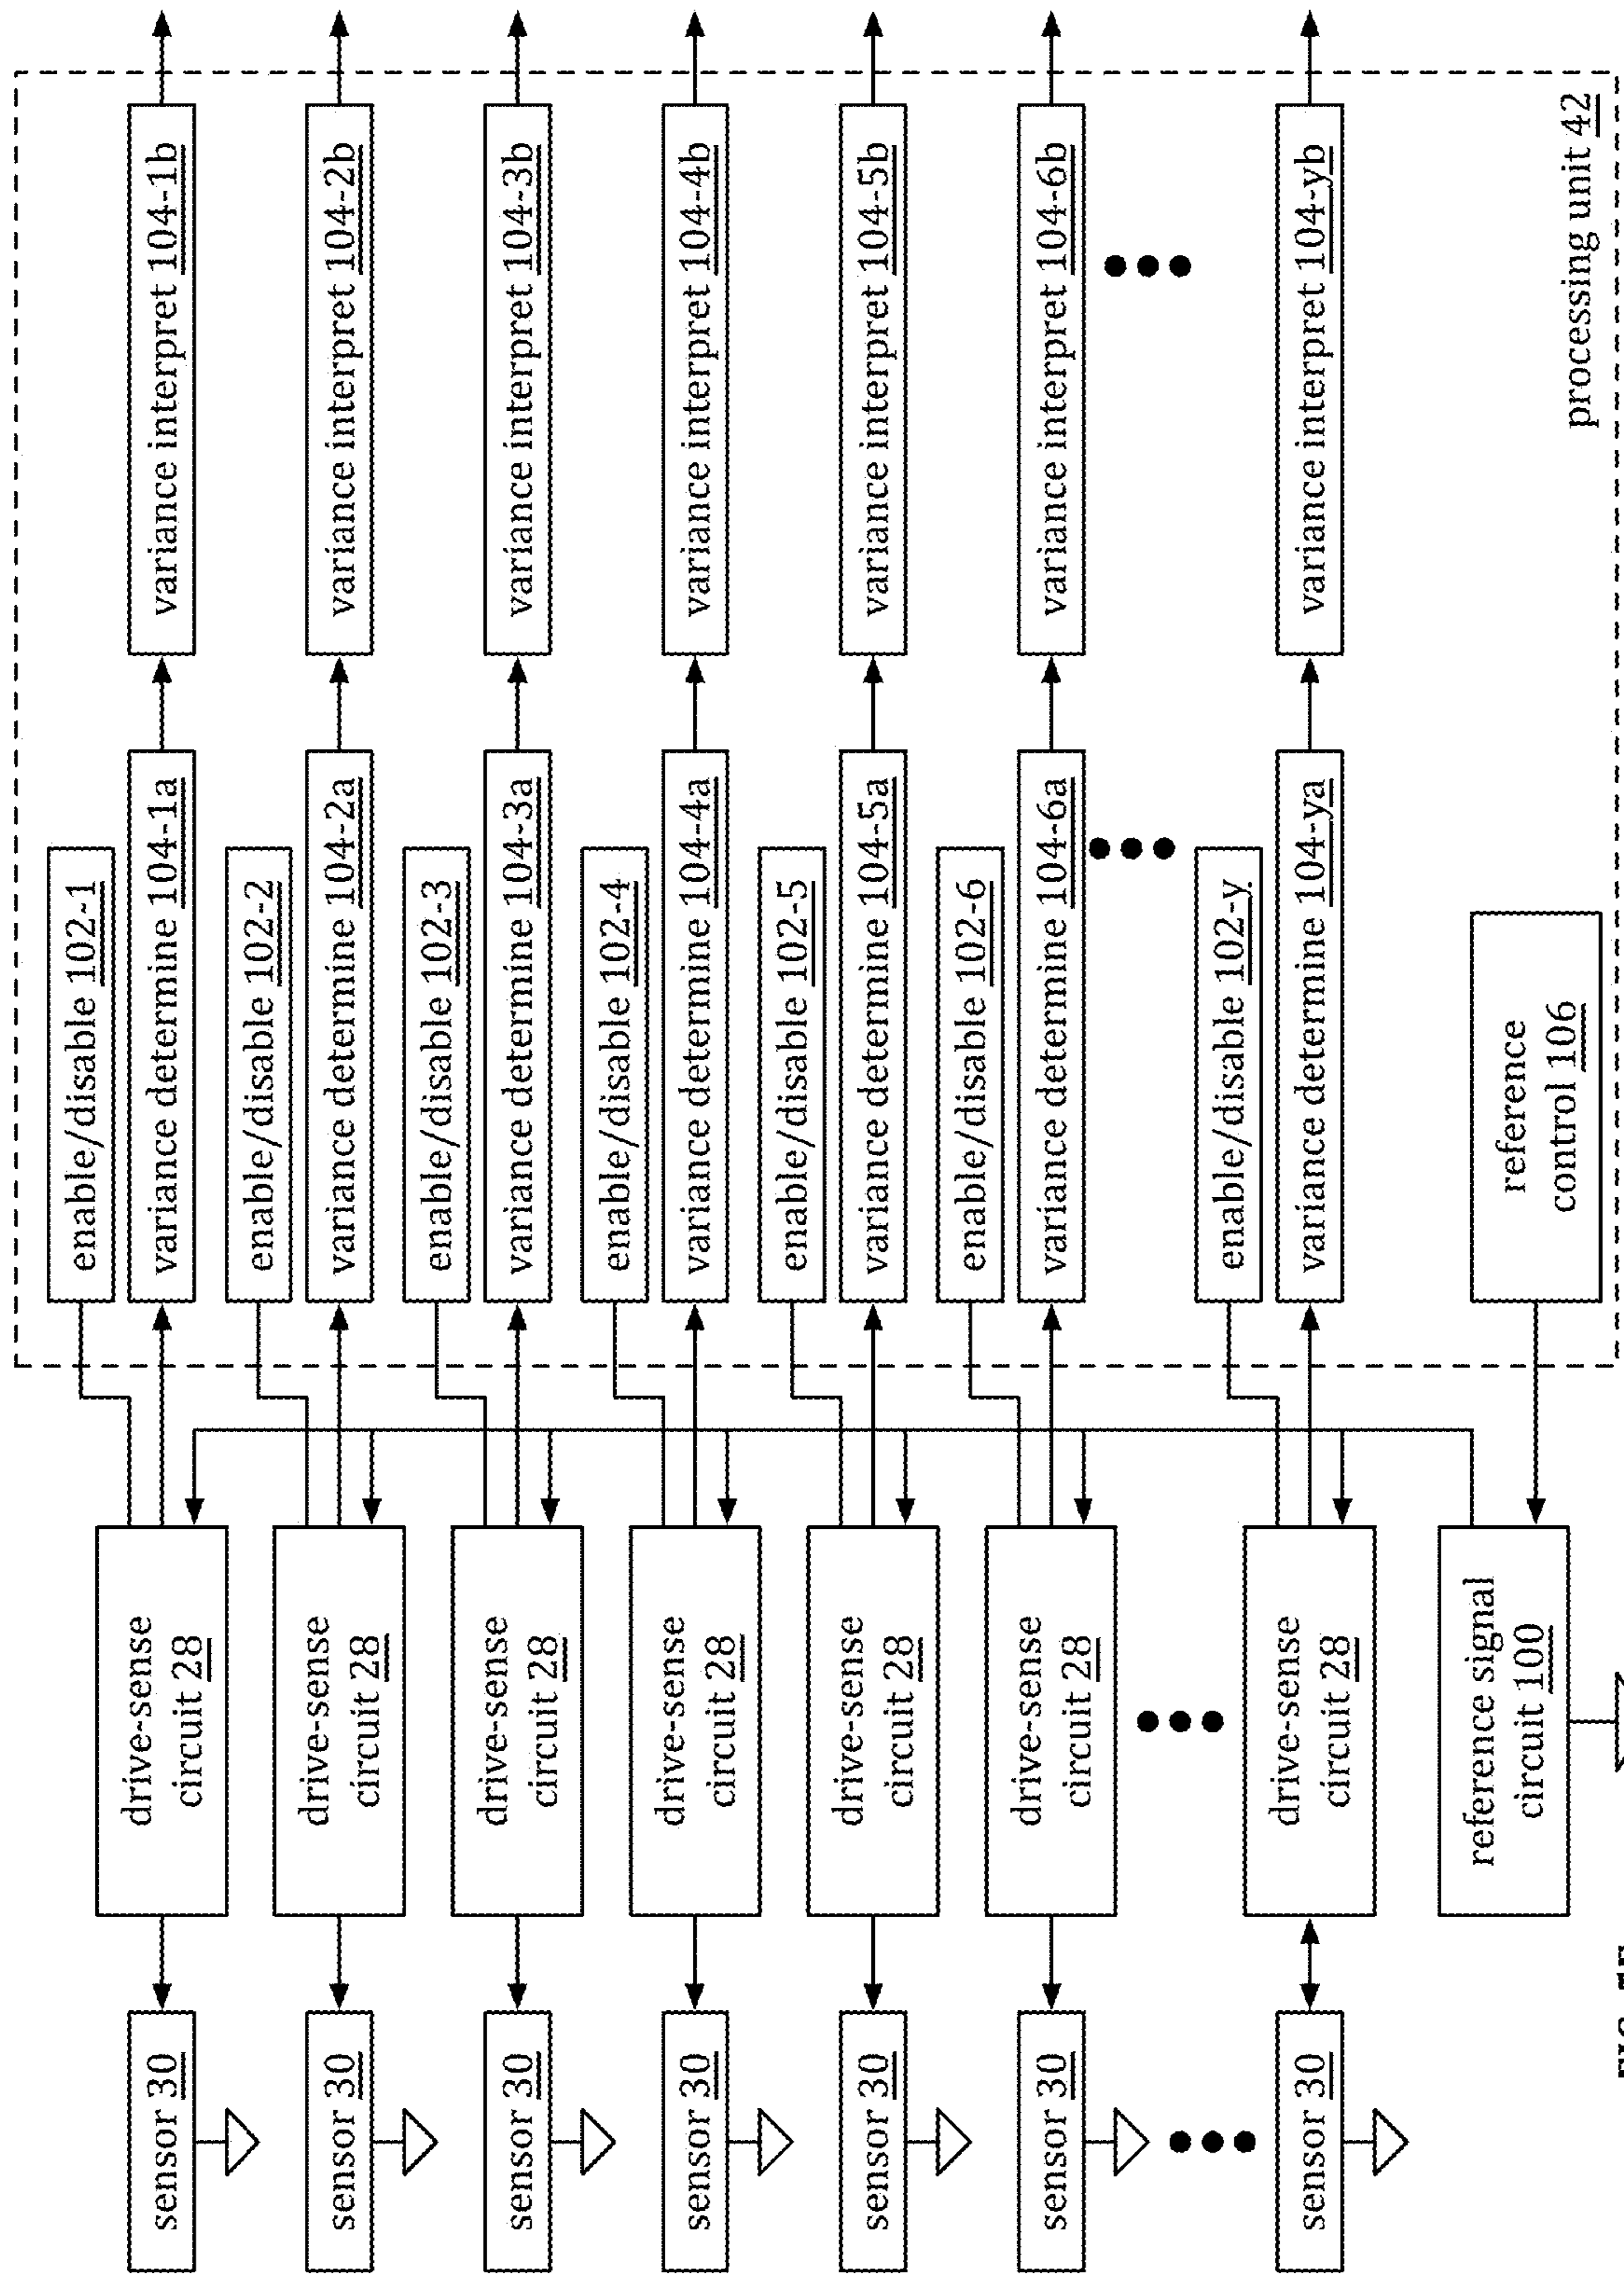 enable/disable 102-1
sensor 30
drive-sense
circuit 28
variance determine 104-1a
variance interpret 104-1b
enable/disable 102-2
sensor 30
drive-sense
circuit 28
variance determine 104-2a
variance interpret 104-2b
enable/disable 102-3
sensor 30
drive-sense
circuit 28
variance determine 104-3a
variance interpret 104-3b
enable/disable 102-4
sensor 30
drive-sense
circuit 28
variance determine 104-4a
variance interpret 104-4b
enable/disable 102-5
sensor 30
drive-sense
circuit 28
variance determine 104-5a
variance interpret 104-5b
enable/disable 102-6
sensor 30
drive-sense
circuit 28
variance determine 104-6a
variance interpret 104-6b
enable/disable 102-y
sensor 30
drive-sense
circuit 28
variance determine 104-ya
variance interpret 104-yb
reference signal
circuit 100
reference
control 106
processing unit 42